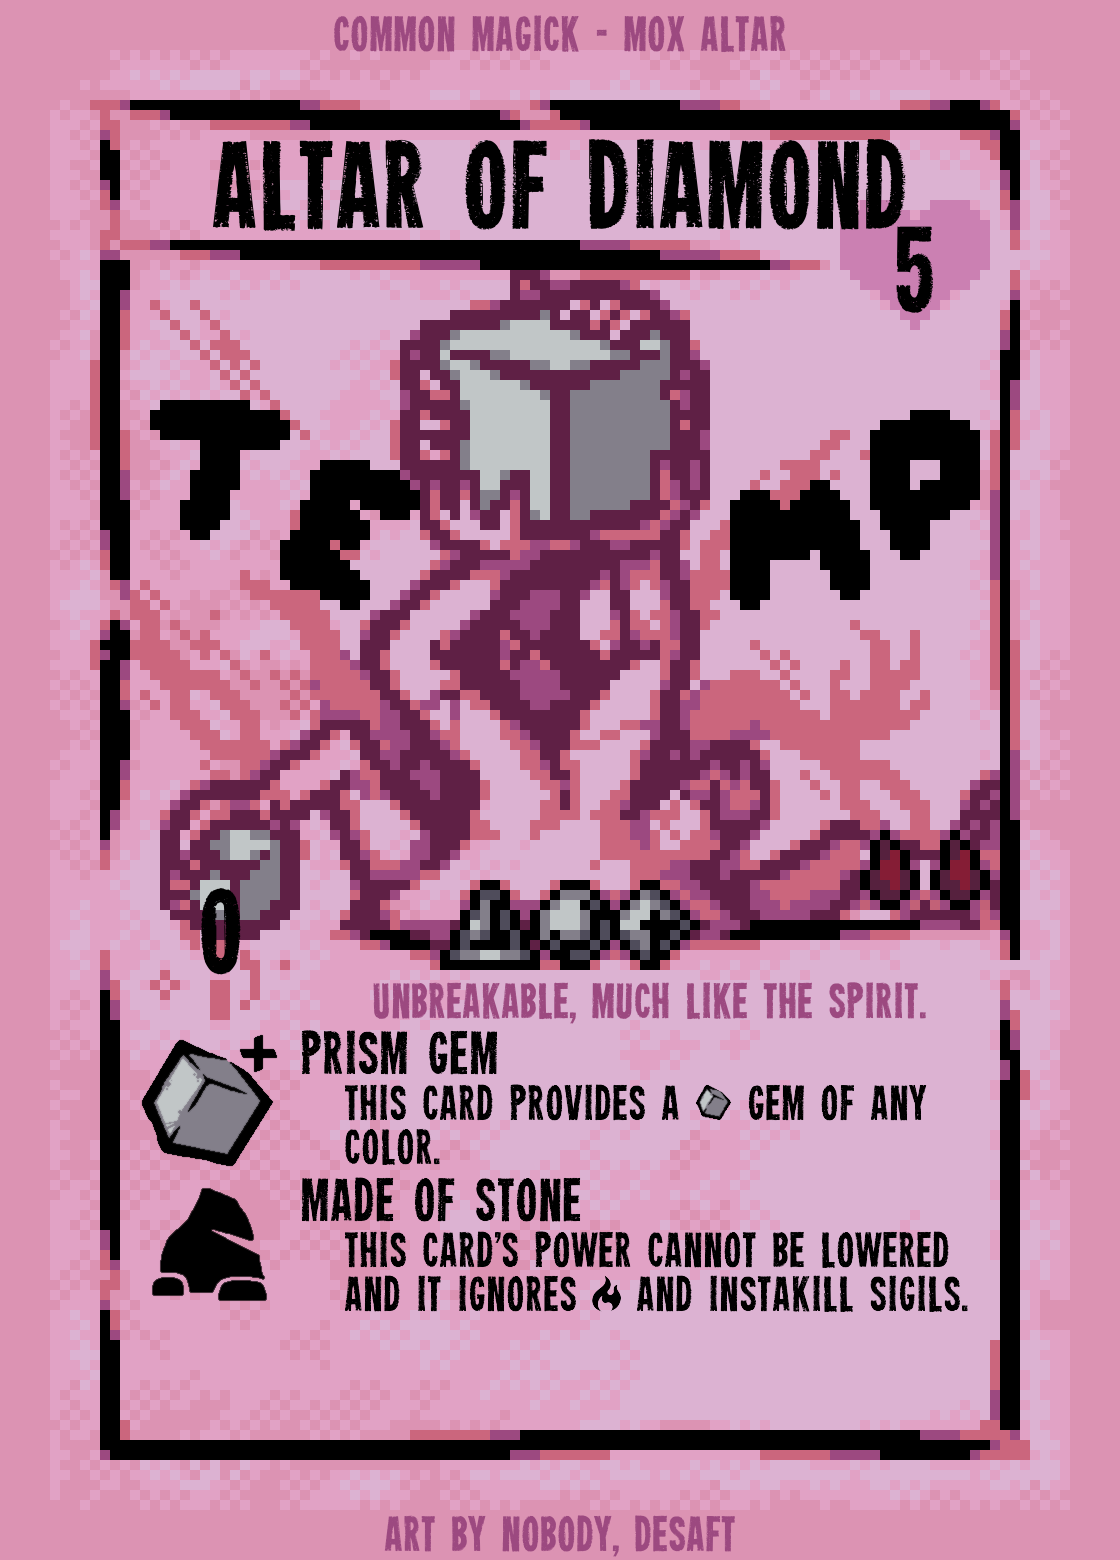 COMMON MAGICK - MOX ALTAR
ALTAR OF DIAMOND
5
TEMP
0
UNBREAKABLE, MUCH LIKE THE SPIRIT.
+ PRISM GEM
THIS CARD PROVIDES A GEM OF ANY
COLOR.
MADE OF STONE
THIS CARD'S POWER CANNOT BE LOWERED
AND IT IGNORES AND INSTAKILL SIGILS.
ART BY NOBODY, DESAFT